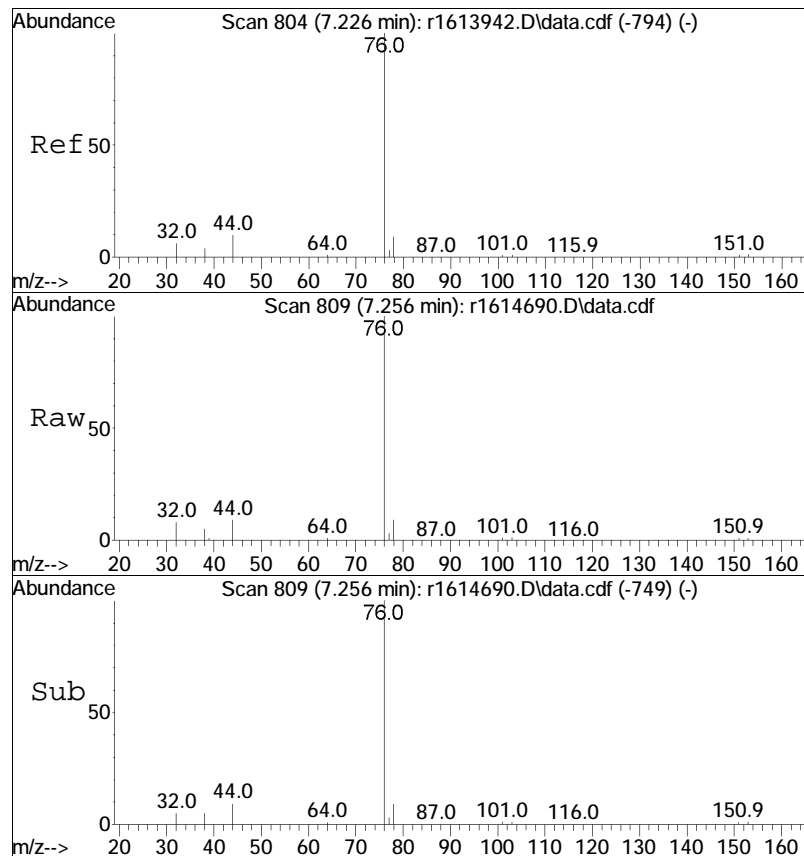 Abundance Scan 804 (7.226 min): r1613942.D\data.cdf (-794) (-)
76.0
Ref 50
32.0 44.0 64.0 87.0 101.0 115.9 151.0
0
20 30 40 50 60 70 80 90 100 110 120 130 140 150 160
m/z-->
Abundance Scan 809 (7.256 min): r1614690.D\data.cdf
76.0
Raw 50
32.0 44.0 64.0 87.0 101.0 116.0 150.9
0
20 30 40 50 60 70 80 90 100 110 120 130 140 150 160
m/z-->
Abundance Scan 809 (7.256 min): r1614690.D\data.cdf (-749) (-)
76.0
Sub 50
32.0 44.0 64.0 87.0 101.0 116.0 150.9
0
20 30 40 50 60 70 80 90 100 110 120 130 140 150 160
m/z-->